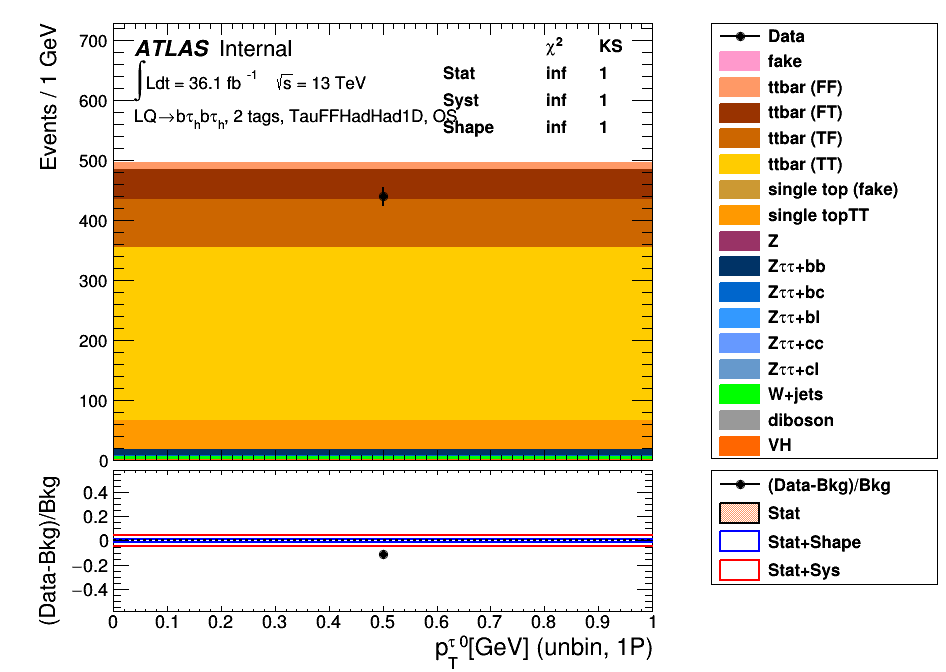 Events / 1 GeV
700
600
500
400
300
200
100
0
ATLAS Internal
∫Ldt = 36.1 fb⁻¹ √s = 13 TeV
LQ→bτₕbτₕ, 2 tags, TauFFHadHad1D, OS
χ² KS
Stat inf 1
Syst inf 1
Shape inf 1
Data
fake
ttbar (FF)
ttbar (FT)
ttbar (TF)
ttbar (TT)
single top (fake)
single topTT
Z
Zττ+bb
Zττ+bc
Zττ+bl
Zττ+cc
Zττ+cl
W+jets
diboson
VH
(Data-Bkg)/Bkg
0.4
0.2
0
−0.2
−0.4
0 0.1 0.2 0.3 0.4 0.5 0.6 0.7 0.8 0.9 1
p_T^{τ 0}[GeV] (unbin, 1P)
(Data-Bkg)/Bkg
Stat
Stat+Shape
Stat+Sys